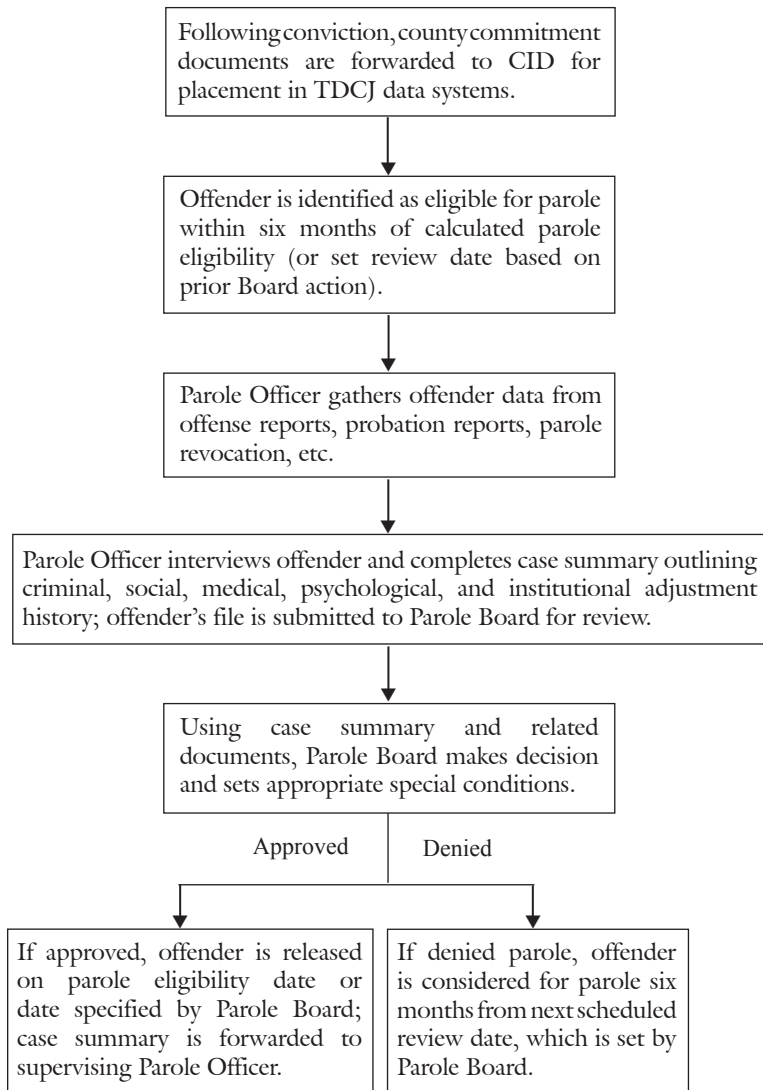 Following conviction, county commitment
documents are forwarded to CID for
placement in TDCJ data systems.
Offender is identified as eligible for parole
within six months of calculated parole
eligibility (or set review date based on
prior Board action).
Parole Officer gathers offender data from
offense reports, probation reports, parole
revocation, etc.
Parole Officer interviews offender and completes case summary outlining
criminal, social, medical, psychological, and institutional adjustment
history; offender’s file is submitted to Parole Board for review.
Using case summary and related
documents, Parole Board makes decision
and sets appropriate special conditions.
Approved
Denied
If approved, offender is released
on parole eligibility date or
date specified by Parole Board;
case summary is forwarded to
supervising Parole Officer.
If denied parole, offender
is considered for parole six
months from next scheduled
review date, which is set by
Parole Board.